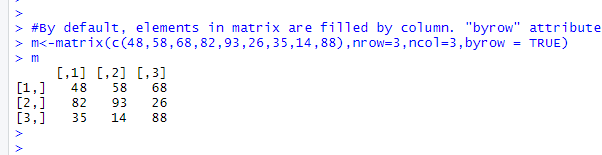 >
> #By default, elements in matrix are filled by column. "byrow" attribute
> m<-matrix(c(48,58,68,82,93,26,35,14,88),nrow=3,ncol=3,byrow = TRUE)
> m
     [,1] [,2] [,3]
[1,]   48   58   68
[2,]   82   93   26
[3,]   35   14   88
>
>